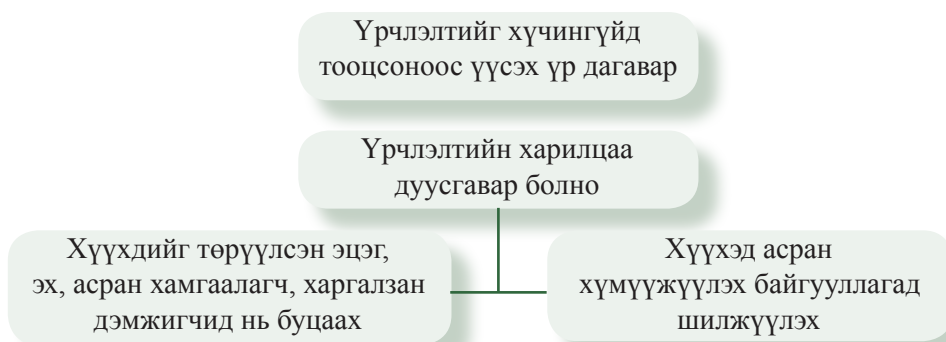 Үрчлэлтийг хүчингүйд
тооцсоноос үүсэх үр дагавар
Үрчлэлтийн харилцаа
дуусгавар болно
Хүүхдийг төрүүлсэн эцэг,
эх, асран хамгаалагч, харгалзан
дэмжигчид нь буцаах
Хүүхэд асран
хүмүүжүүлэх байгууллагад
шилжүүлэх